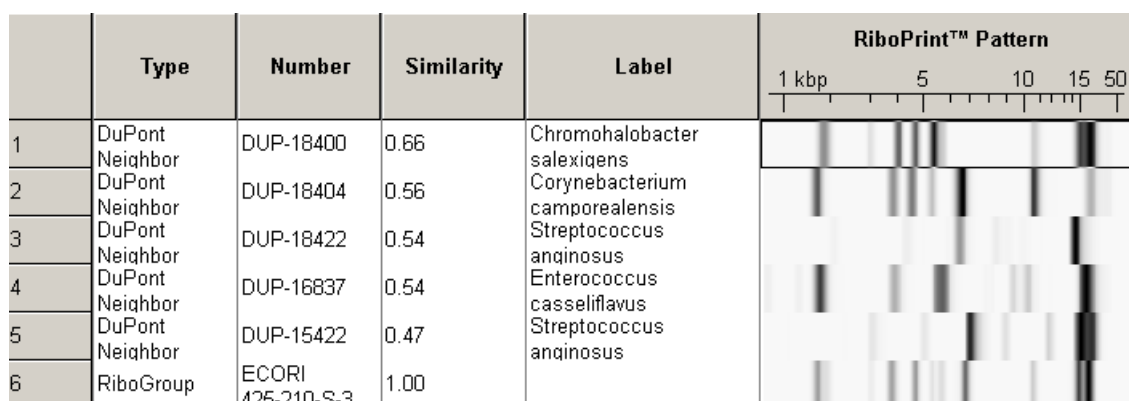 Type Number Similarity Label RiboPrint™ Pattern
1 kbp 5 10 15 50
1 DuPont Neighbor DUP-18400 0.66 Chromohalobacter salexigens
2 DuPont Neighbor DUP-18404 0.56 Corynebacterium camporealensis
3 DuPont Neighbor DUP-18422 0.54 Streptococcus anginosus
4 DuPont Neighbor DUP-16837 0.54 Enterococcus casseliflavus
5 DuPont Neighbor DUP-15422 0.47 Streptococcus anginosus
6 RiboGroup ECORI 425-210-S-3 1.00